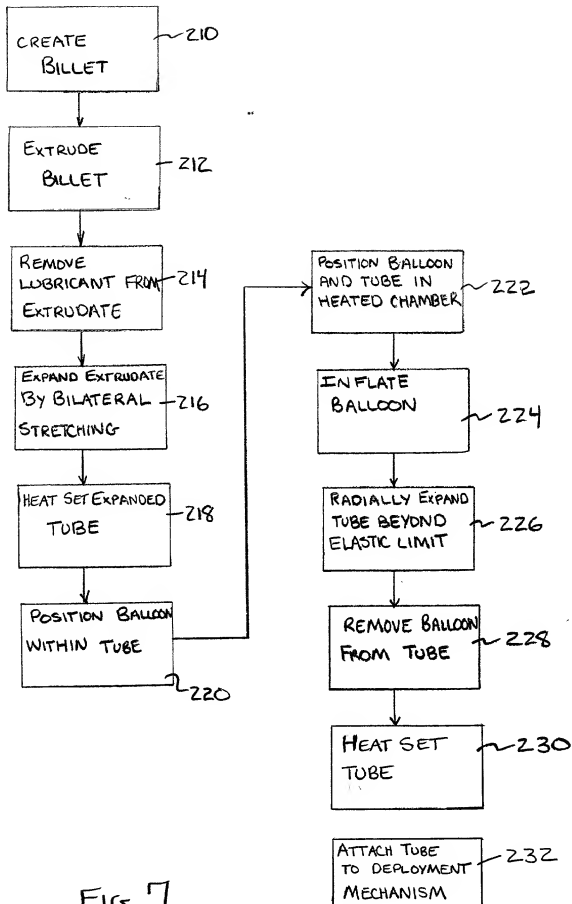 CREATE
BILLET
210
EXTRUDE
BILLET
212
REMOVE
LUBRICANT FROM
EXTRUDATE
214
EXPAND EXTRUDATE
BY BILATERAL
STRETCHING
216
HEAT SET EXPANDED
TUBE
218
POSITION BALLOON
WITHIN TUBE
220
POSITION BALLOON
AND TUBE IN
HEATED CHAMBER
222
INFLATE
BALLOON
224
RADIALLY EXPAND
TUBE BEYOND
ELASTIC LIMIT
226
REMOVE BALLOON
FROM TUBE
228
HEAT SET
TUBE
230
ATTACH TUBE
TO DEPLOYMENT
MECHANISM
232
FIG. 7